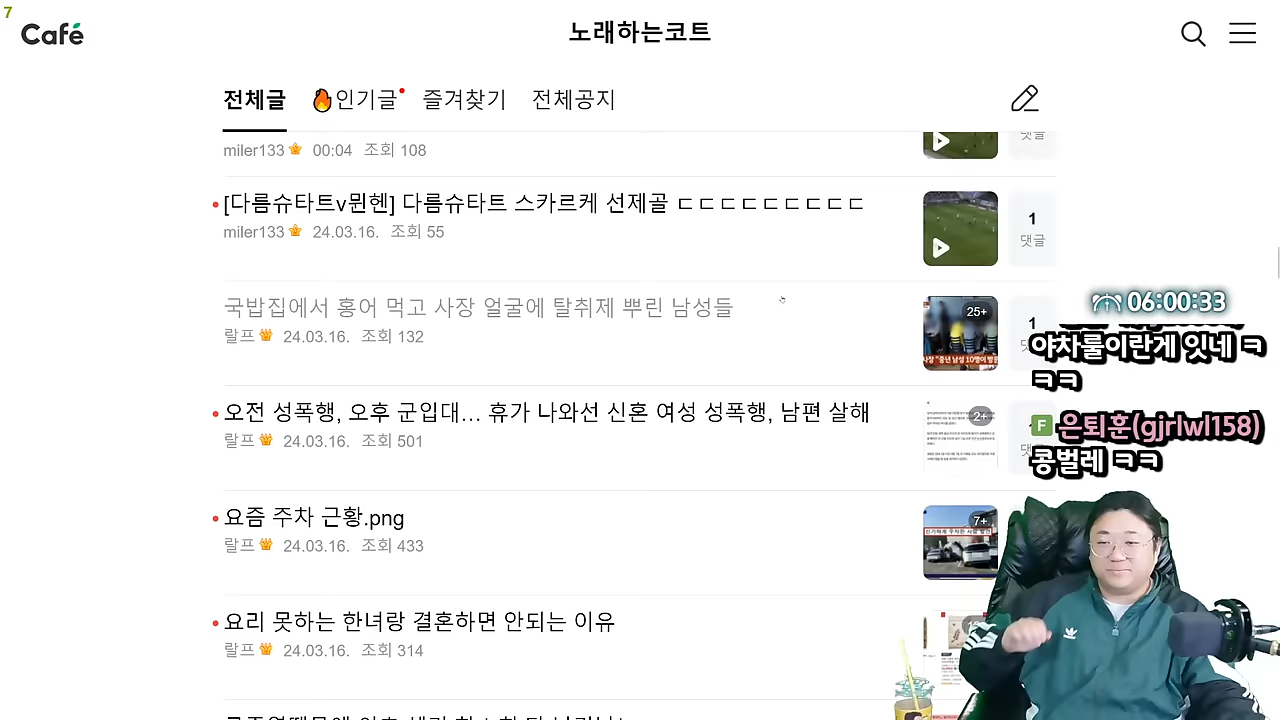 7
Café
노래하는코트
전체글 인기글 즐겨찾기 전체공지
miler133 00:04 조회 108
댓글
[다름슈타트v뮌헨] 다름슈타트 스카르케 선제골 ㄷㄷㄷㄷㄷㄷㄷㄷㄷ
miler133 24.03.16. 조회 55
1
댓글
국밥집에서 홍어 먹고 사장 얼굴에 탈취제 뿌린 남성들
랄프 24.03.16. 조회 132
25+
1
06:00:33
야차룰이란게 잇네 ㅋ
ㅋㅋ
오전 성폭행, 오후 군입대... 휴가 나와선 신혼 여성 성폭행, 남편 살해
랄프 24.03.16. 조회 501
2+
F 은퇴훈(gjrlwl158)
콩벌레 ㅋㅋ
요즘 주차 근황.png
랄프 24.03.16. 조회 433
7+
요리 못하는 한녀랑 결혼하면 안되는 이유
랄프 24.03.16. 조회 314